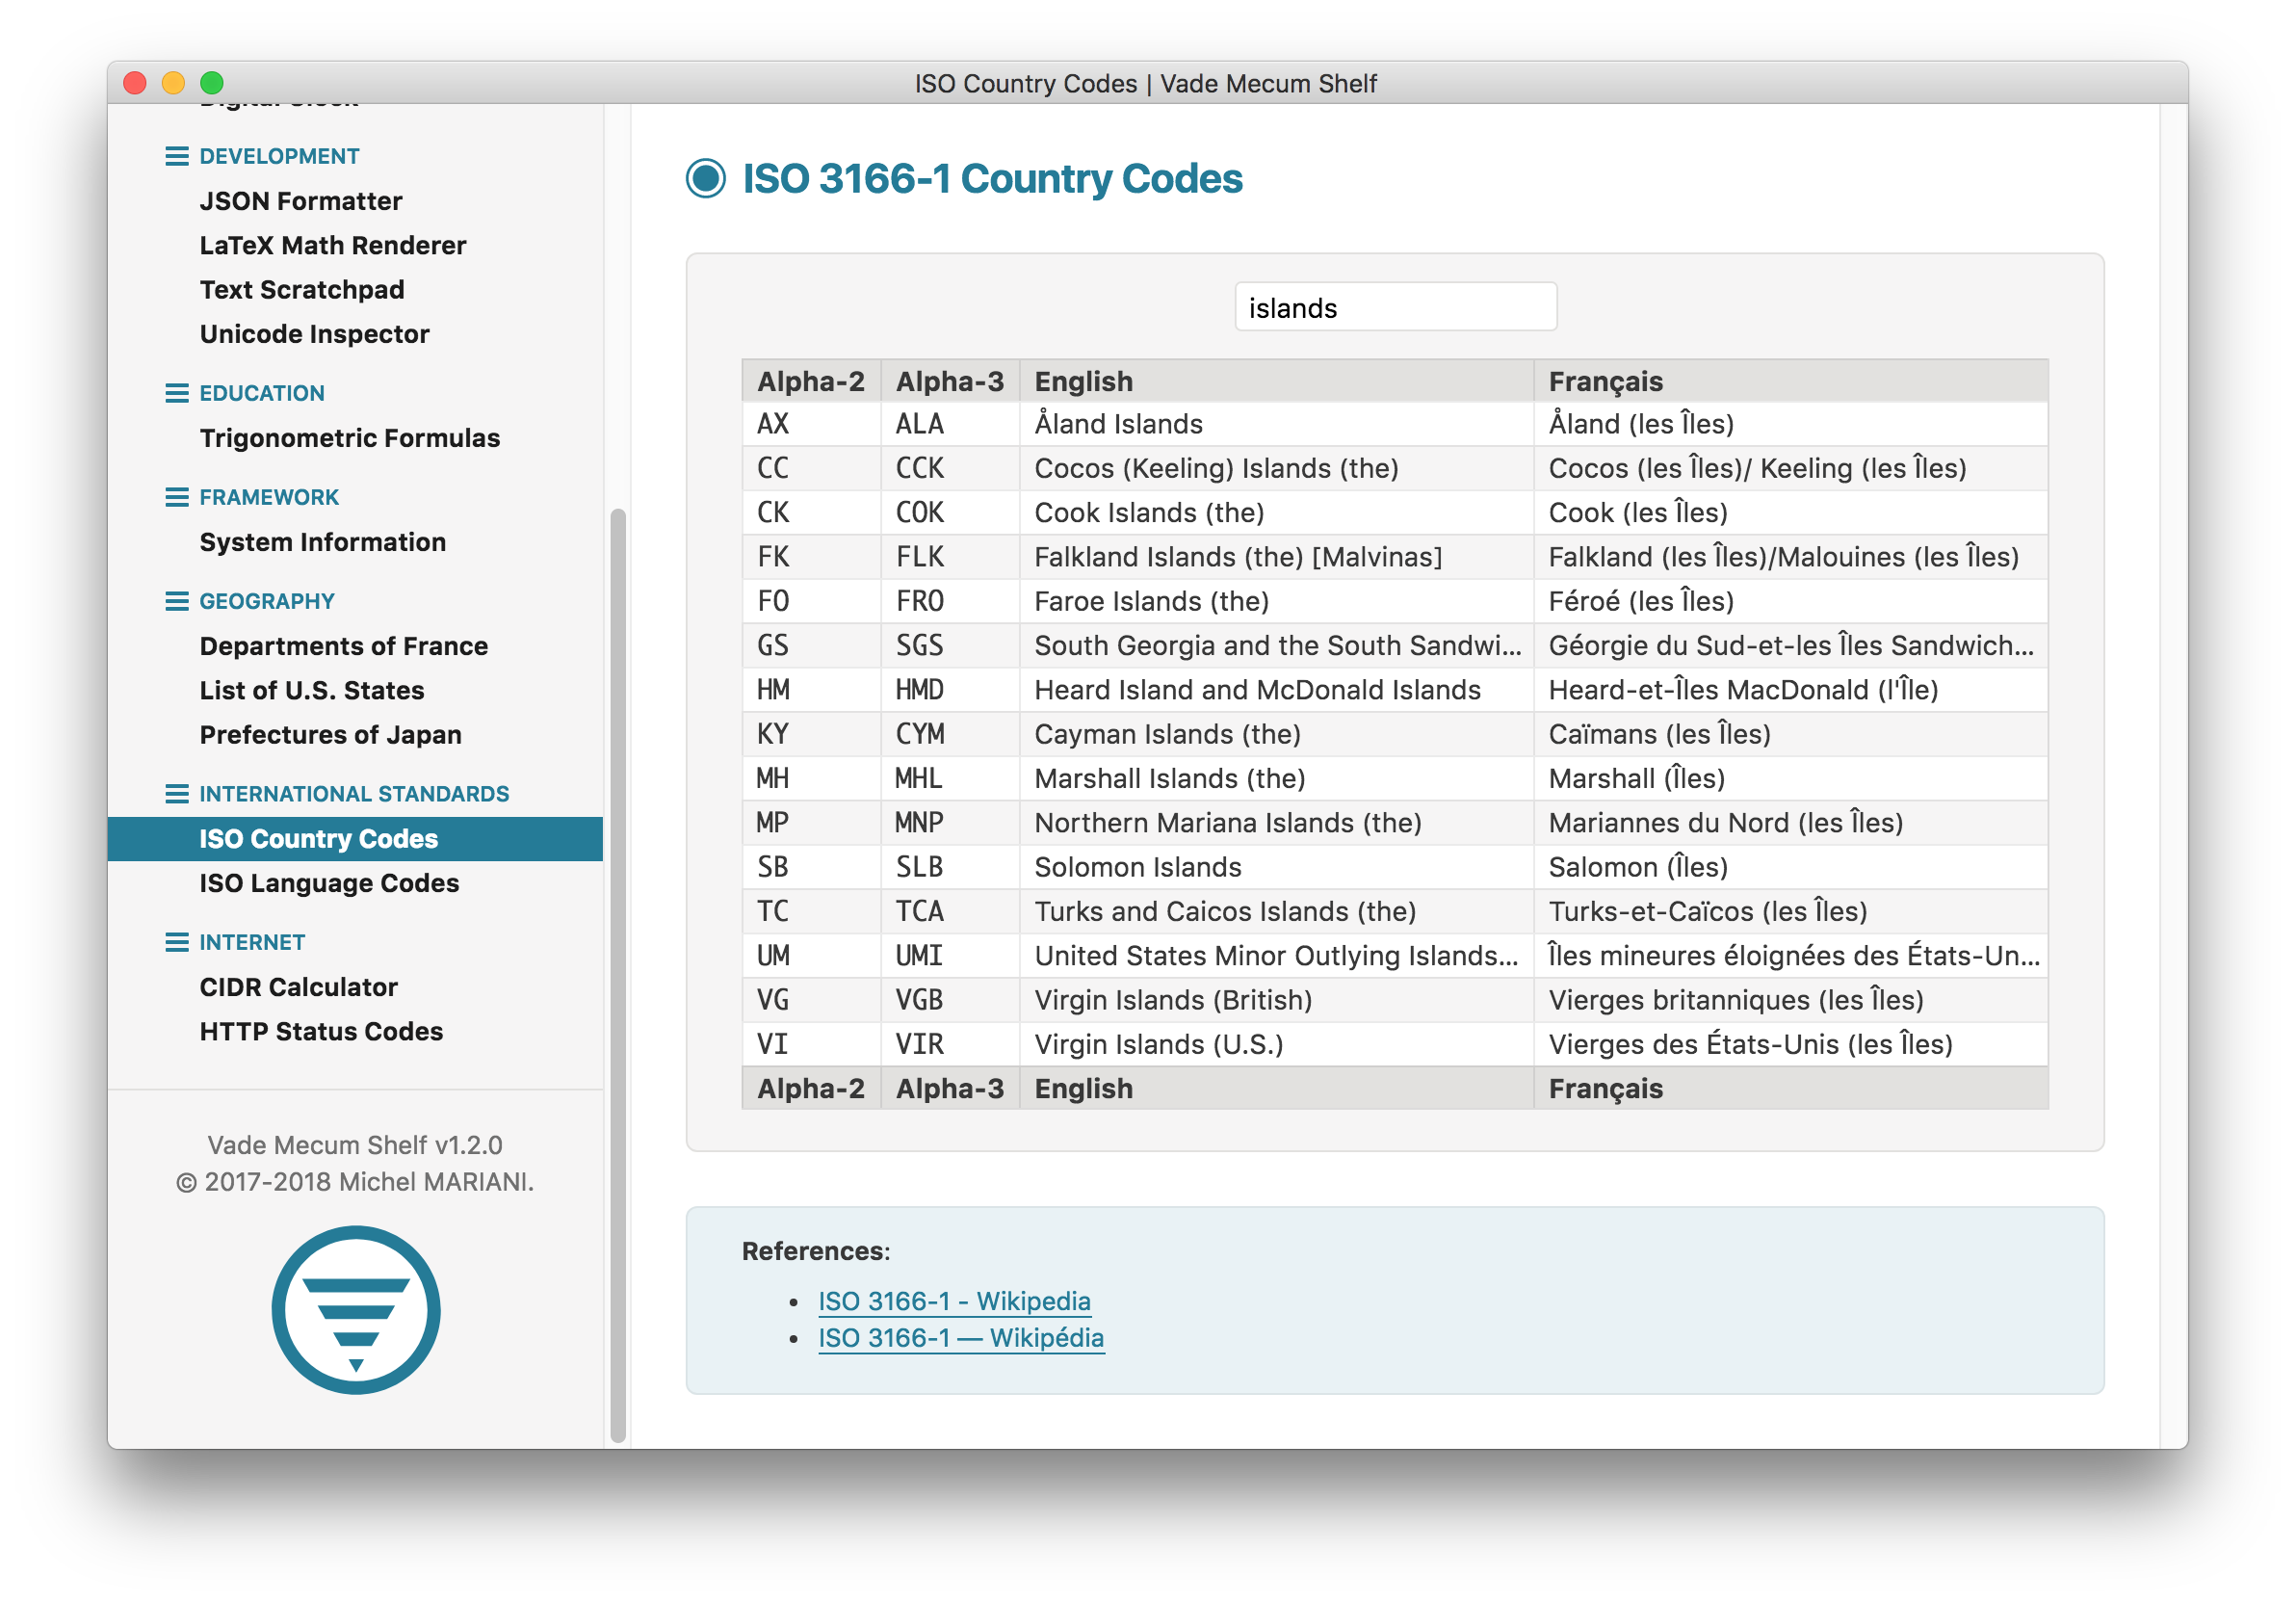 ISO Country Codes | Vade Mecum Shelf
Digital Clock
DEVELOPMENT
JSON Formatter
LaTeX Math Renderer
Text Scratchpad
Unicode Inspector
EDUCATION
Trigonometric Formulas
FRAMEWORK
System Information
GEOGRAPHY
Departments of France
List of U.S. States
Prefectures of Japan
INTERNATIONAL STANDARDS
ISO Country Codes
ISO Language Codes
INTERNET
CIDR Calculator
HTTP Status Codes
Vade Mecum Shelf v1.2.0
© 2017-2018 Michel MARIANI.
ISO 3166-1 Country Codes
islands
Alpha-2 Alpha-3 English Français
AX ALA Åland Islands Åland (les Îles)
CC CCK Cocos (Keeling) Islands (the) Cocos (les Îles)/ Keeling (les Îles)
CK COK Cook Islands (the) Cook (les Îles)
FK FLK Falkland Islands (the) [Malvinas] Falkland (les Îles)/Malouines (les Îles)
FO FRO Faroe Islands (the) Féroé (les Îles)
GS SGS South Georgia and the South Sandwi... Géorgie du Sud-et-les Îles Sandwich...
HM HMD Heard Island and McDonald Islands Heard-et-Îles MacDonald (l'Île)
KY CYM Cayman Islands (the) Caïmans (les Îles)
MH MHL Marshall Islands (the) Marshall (Îles)
MP MNP Northern Mariana Islands (the) Mariannes du Nord (les Îles)
SB SLB Solomon Islands Salomon (Îles)
TC TCA Turks and Caicos Islands (the) Turks-et-Caïcos (les Îles)
UM UMI United States Minor Outlying Islands... Îles mineures éloignées des États-Un...
VG VGB Virgin Islands (British) Vierges britanniques (les Îles)
VI VIR Virgin Islands (U.S.) Vierges des États-Unis (les Îles)
Alpha-2 Alpha-3 English Français
References:
• ISO 3166-1 - Wikipedia
• ISO 3166-1 — Wikipédia